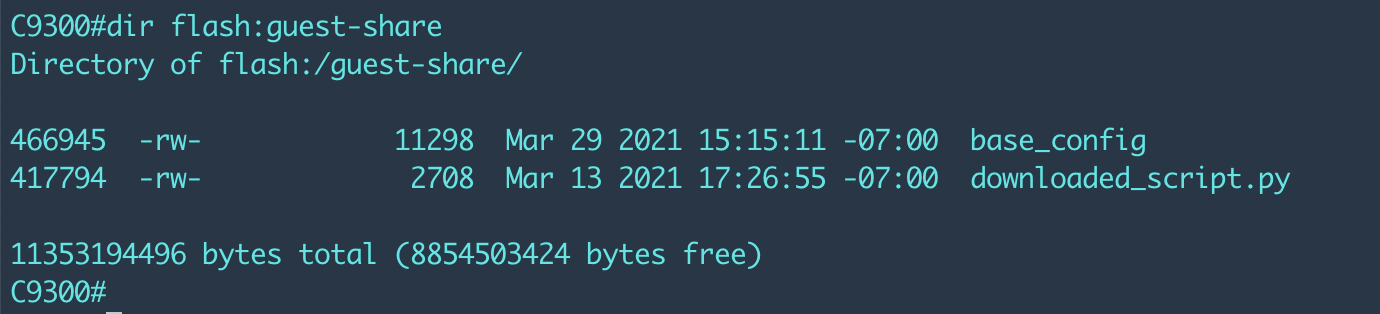 C9300#dir flash:guest-share
Directory of flash:/guest-share/
466945  -rw-            11298  Mar 29 2021 15:15:11 -07:00  base_config
417794  -rw-             2708  Mar 13 2021 17:26:55 -07:00  downloaded_script.py
11353194496 bytes total (8854503424 bytes free)
C9300#